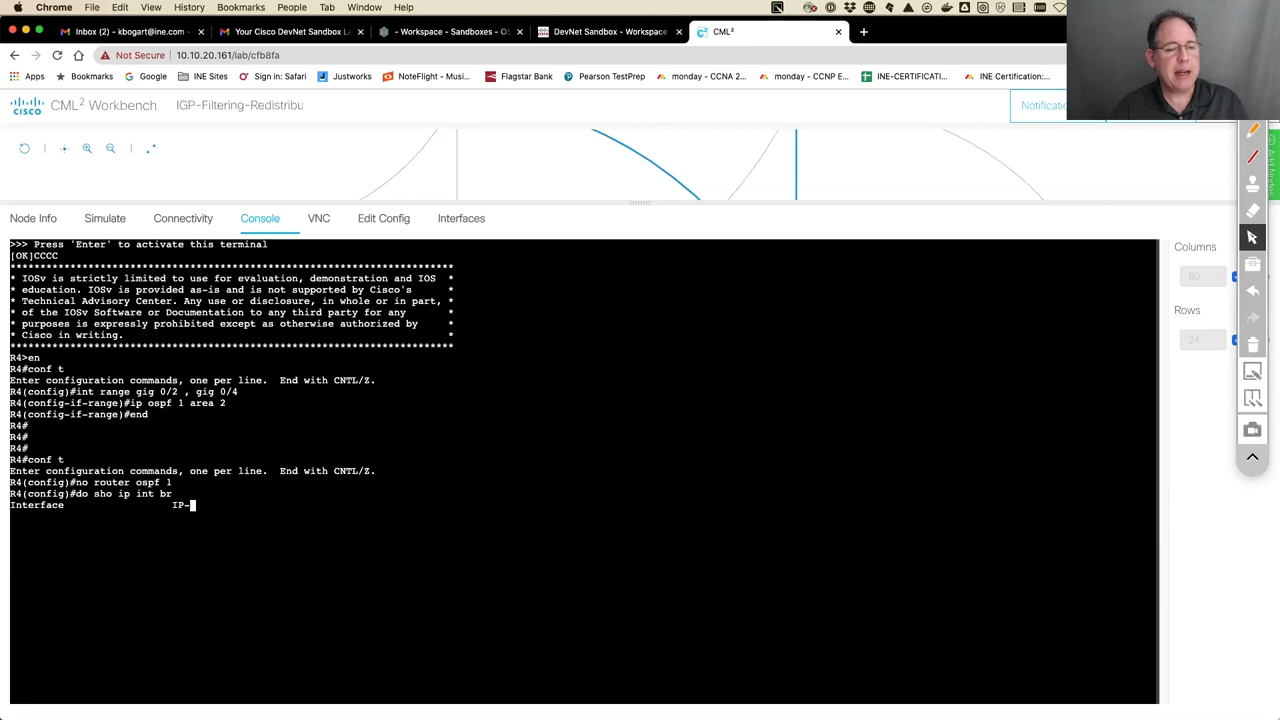 Chrome File Edit View History Bookmarks People Tab Window Help
Inbox (2) - kbogart@ine.com - Your Cisco DevNet Sandbox La - Workspace - Sandboxes - OS DevNet Sandbox - Workspace CML²
Not Secure 10.10.20.161/lab/cfb8fa
Apps Bookmarks Google INE Sites Sign in: Safari Justworks NoteFlight - Musi... Flagstar Bank Pearson TestPrep monday - CCNA 2... monday - CCNP E... INE-CERTIFICATI... INE Certification:...
CISCO CML² Workbench IGP-Filtering-Redistribu Notificati
Add Nodes
Node Info Simulate Connectivity Console VNC Edit Config Interfaces
>>> Press 'Enter' to activate this terminal
[OK]CCCC
**************************************************************************
* IOSv is strictly limited to use for evaluation, demonstration and IOS *
* education. IOSv is provided as-is and is not supported by Cisco's *
* Technical Advisory Center. Any use or disclosure, in whole or in part, *
* of the IOSv Software or Documentation to any third party for any *
* purposes is expressly prohibited except as otherwise authorized by *
* Cisco in writing. *
**************************************************************************
R4>en
R4#conf t
Enter configuration commands, one per line. End with CNTL/Z.
R4(config)#int range gig 0/2 , gig 0/4
R4(config-if-range)#ip ospf 1 area 2
R4(config-if-range)#end
R4#
R4#
R4#
R4#conf t
Enter configuration commands, one per line. End with CNTL/Z.
R4(config)#no router ospf 1
R4(config)#do sho ip int br
Interface IP-
Columns
80
Rows
24